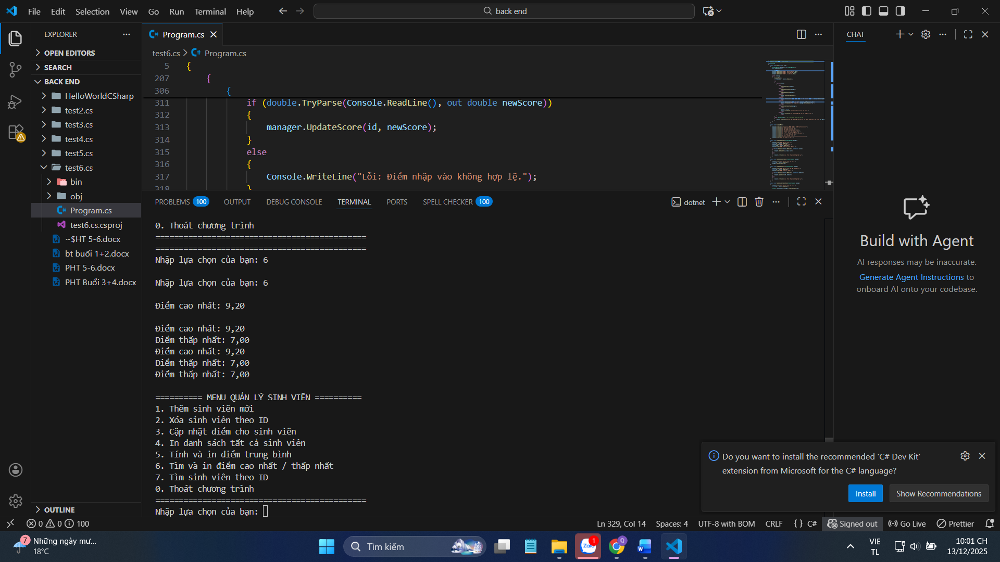 File Edit Selection View Go Run Terminal Help
back end
EXPLORER
OPEN EDITORS
SEARCH
BACK END
HelloWorldCSharp
test2.cs
test3.cs
test4.cs
test5.cs
test6.cs
bin
obj
Program.cs
test6.cs.csproj
~$HT 5-6.docx
bt buổi 1+2.docx
PHT 5-6.docx
PHT Buổi 3+4.docx
OUTLINE
Program.cs
test6.cs > Program.cs
5 {
207 {
306 {
311 if (double.TryParse(Console.ReadLine(), out double newScore))
312 {
313 manager.UpdateScore(id, newScore);
314 }
315 else
316 {
317 Console.WriteLine("Lỗi: Điểm nhập vào không hợp lệ.");
318 }
PROBLEMS 100 OUTPUT DEBUG CONSOLE TERMINAL PORTS SPELL CHECKER 100
dotnet
0. Thoát chương trình
=============================================
=============================================
Nhập lựa chọn của bạn: 6
Nhập lựa chọn của bạn: 6
Điểm cao nhất: 9,20
Điểm cao nhất: 9,20
Điểm thấp nhất: 7,00
Điểm cao nhất: 9,20
Điểm thấp nhất: 7,00
Điểm thấp nhất: 7,00
========== MENU QUẢN LÝ SINH VIÊN ==========
1. Thêm sinh viên mới
2. Xóa sinh viên theo ID
3. Cập nhật điểm cho sinh viên
4. In danh sách tất cả sinh viên
5. Tính và in điểm trung bình
6. Tìm và in điểm cao nhất / thấp nhất
7. Tìm sinh viên theo ID
0. Thoát chương trình
=============================================
Nhập lựa chọn của bạn:
CHAT
Build with Agent
AI responses may be inaccurate.
Generate Agent Instructions to
onboard AI onto your codebase.
Do you want to install the recommended 'C# Dev Kit'
extension from Microsoft for the C# language?
Install
Show Recommendations
0 0 100
Ln 329, Col 14 Spaces: 4 UTF-8 with BOM CRLF {} C# Signed out Go Live Prettier
7
Những ngày mư...
18°C
Tìm kiếm
Zalo
1
Q
W
VIE
TL
10:01 CH
13/12/2025